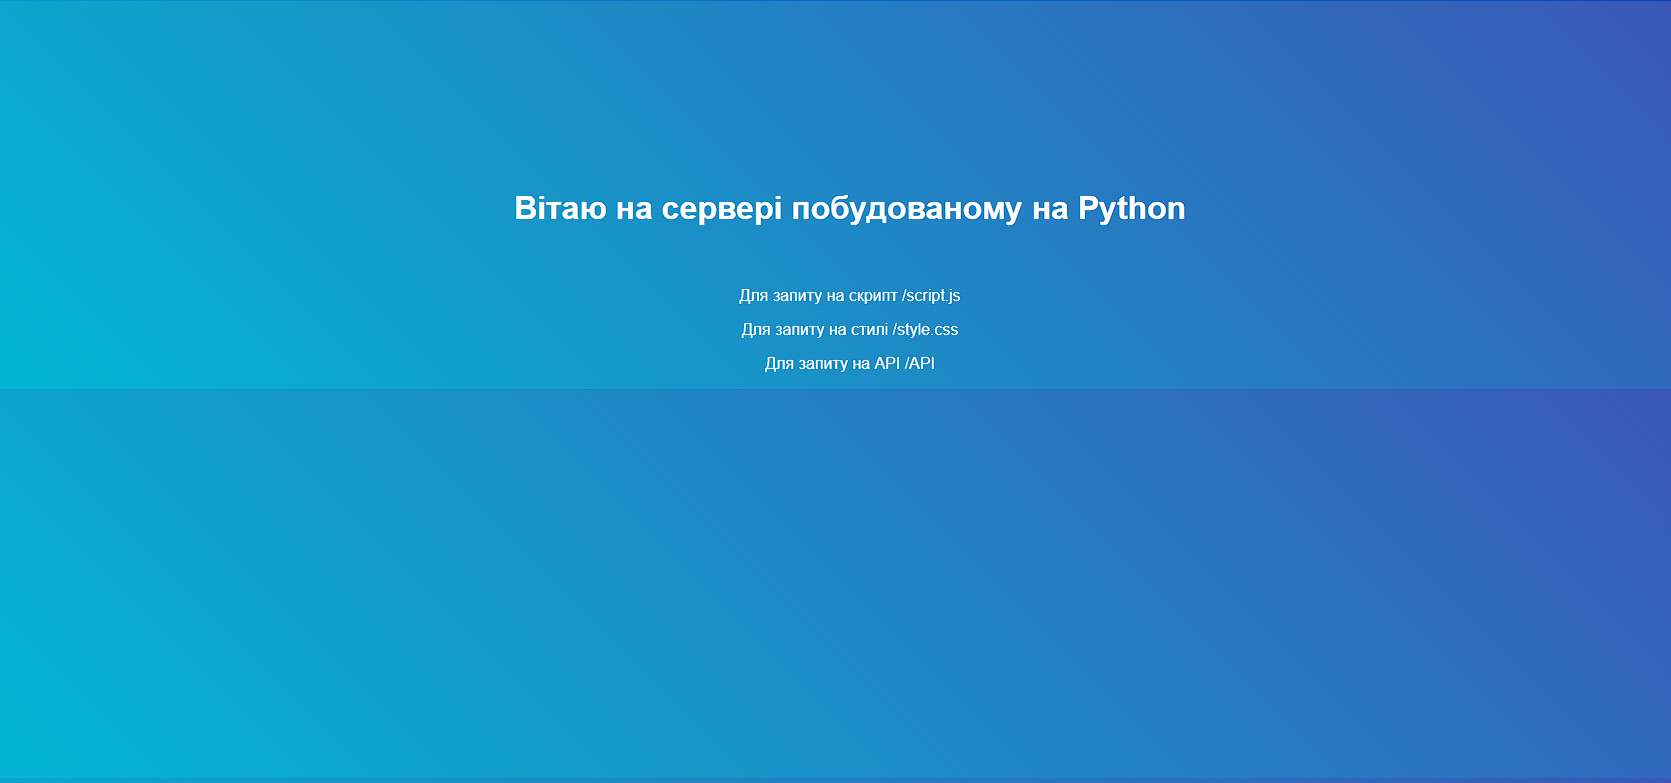 Вітаю на сервері побудованому на Python
Для запиту на скрипт /script.js
Для запиту на стилі /style.css
Для запиту на API /API